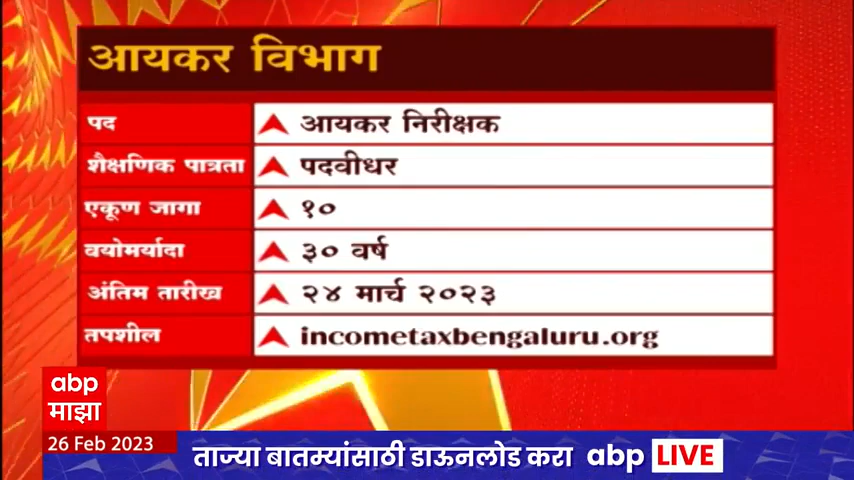 आयकर विभाग
पद आयकर निरीक्षक
शैक्षणिक पात्रता पदवीधर
एकूण जागा १०
वयोमर्यादा ३० वर्ष
अंतिम तारीख २४ मार्च २०२३
तपशील incometaxbengaluru.org
abp
माझा
26 Feb 2023
ताज्या बातम्यांसाठी डाऊनलोड करा abp LIVE